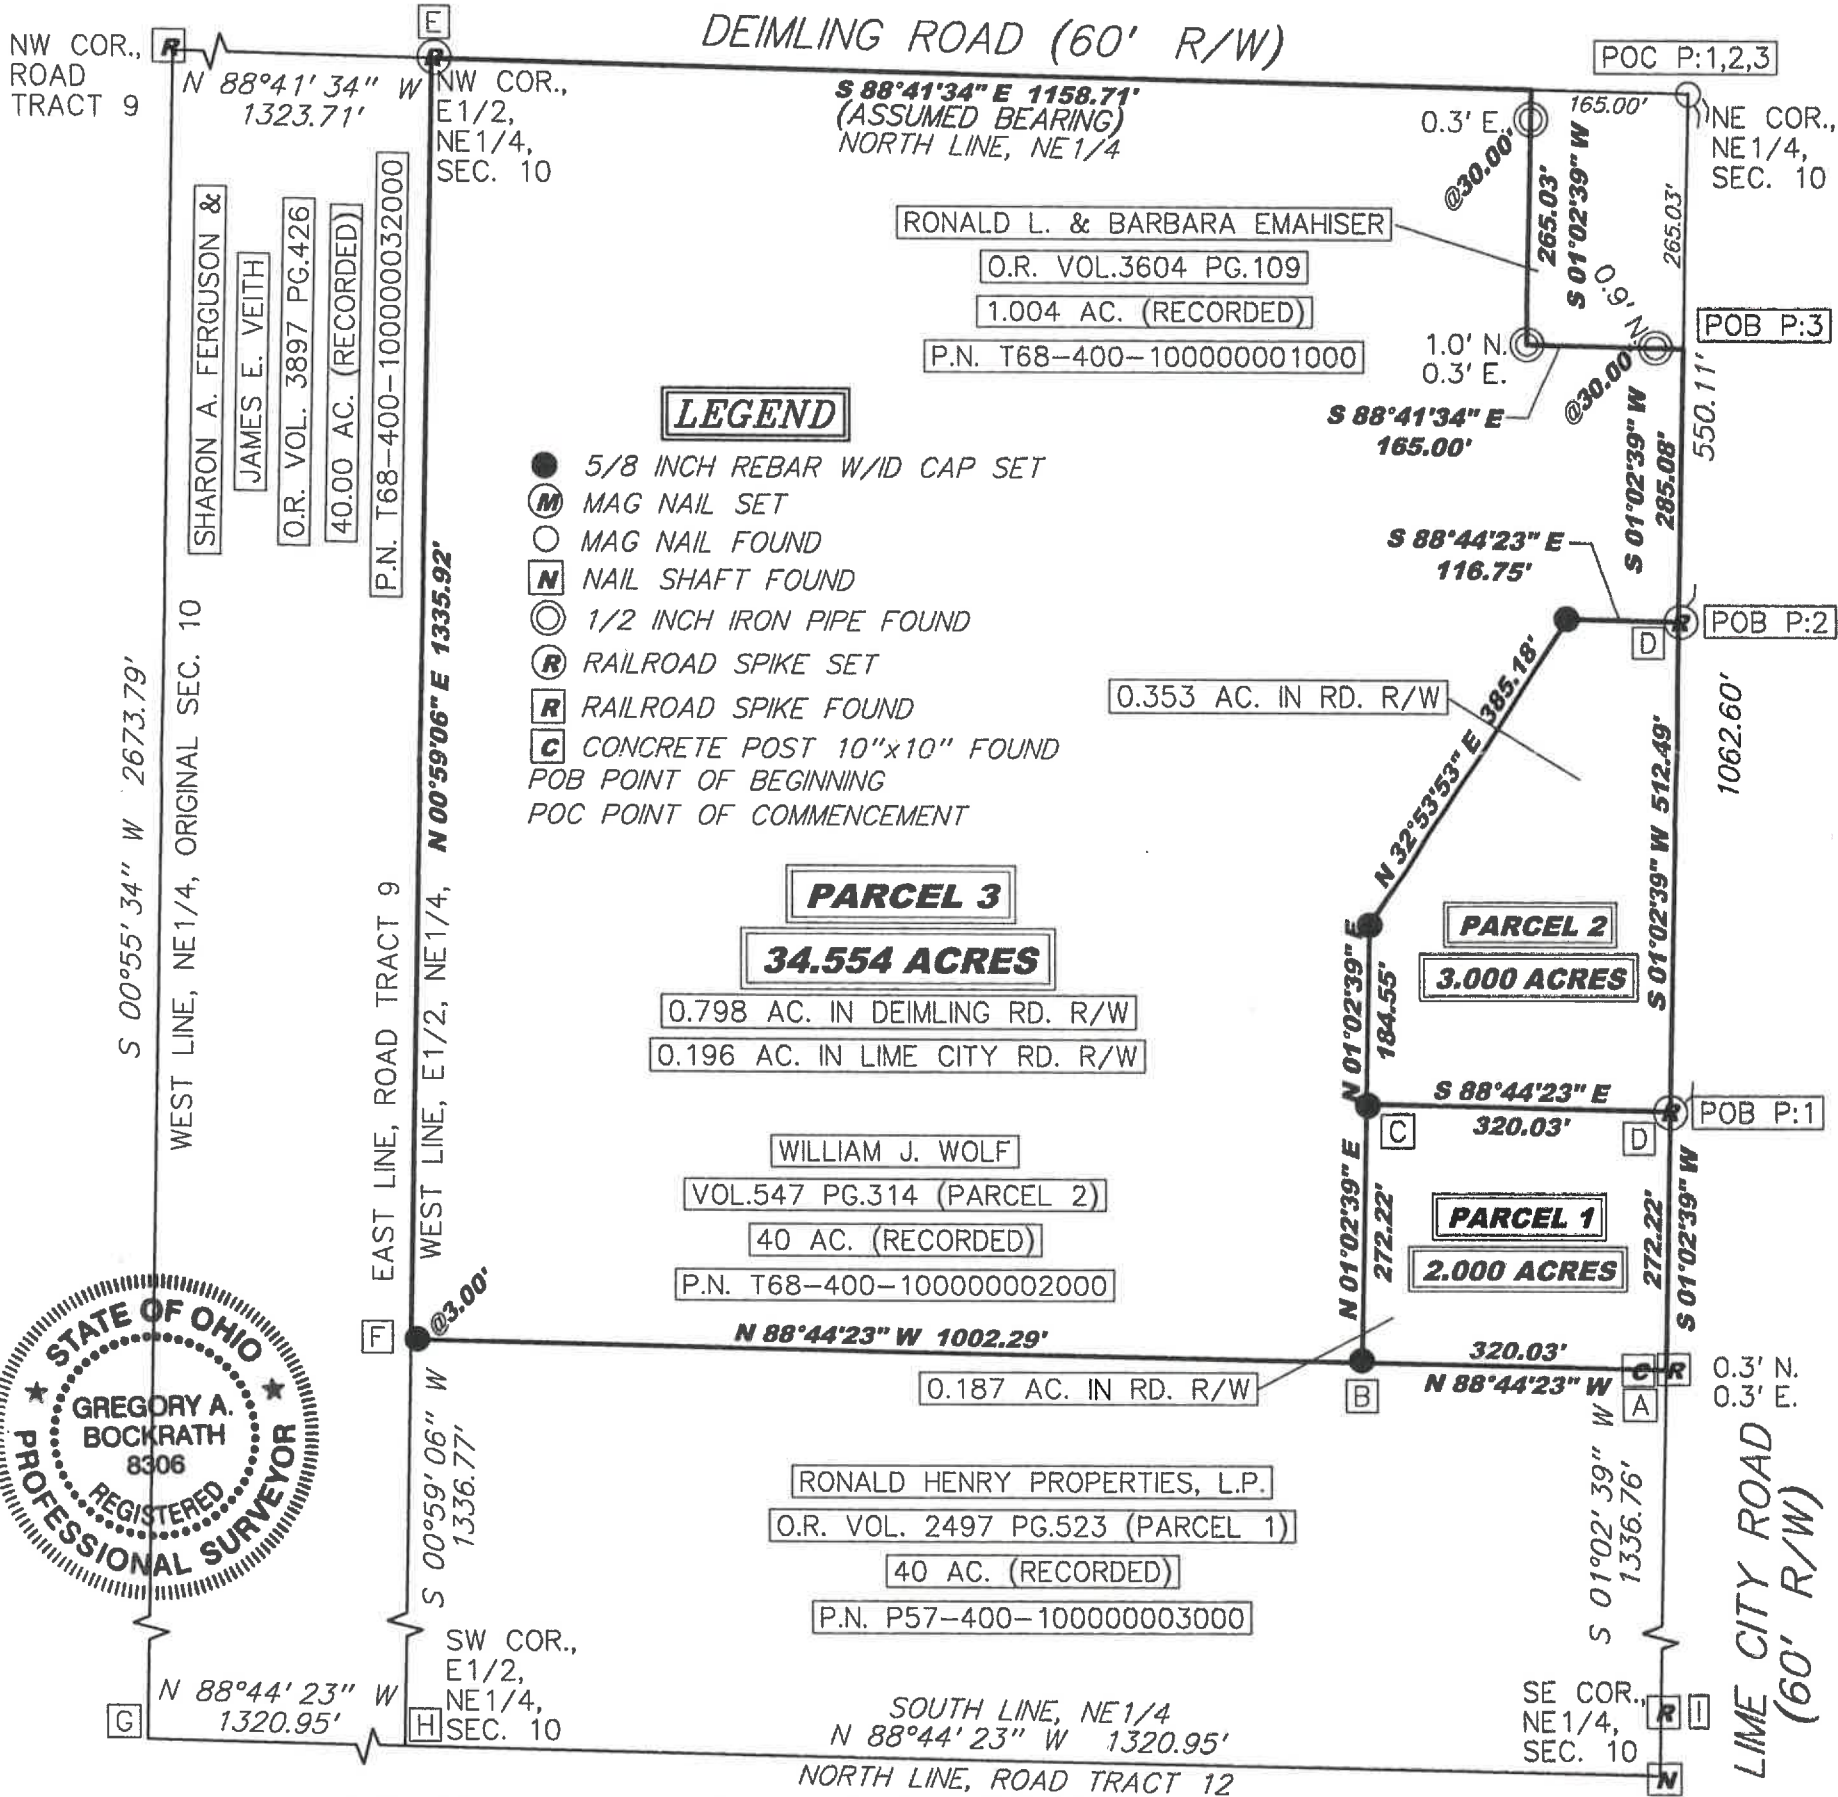 DEIMLING ROAD (60' R/W)
E
NW COR.,
ROAD
TRACT 9
R
N 88°41'34" W
1323.71'
R
NW COR.,
E1/2,
NE1/4,
SEC. 10
S 88°41'34" E 1158.71'
(ASSUMED BEARING)
NORTH LINE, NE1/4
POC P:1,2,3
165.00'
0.3' E.
@30.00'
NE COR.,
NE1/4,
SEC. 10
265.03'
S 01°02'39" W
265.03'
SHARON A. FERGUSON &
JAMES E. VEITH
O.R. VOL. 3897 PG.426
40.00 AC. (RECORDED)
P.N. T68-400-100000032000
RONALD L. & BARBARA EMAHISER
O.R. VOL.3604 PG.109
1.004 AC. (RECORDED)
P.N. T68-400-100000001000
0.9' N.
POB P:3
1.0' N.
0.3' E.
@30.00'
S 88°41'34" E
165.00'
S 01°02'39" W
285.08'
550.11'
LEGEND
5/8 INCH REBAR W/ID CAP SET
M MAG NAIL SET
MAG NAIL FOUND
N NAIL SHAFT FOUND
1/2 INCH IRON PIPE FOUND
R RAILROAD SPIKE SET
R RAILROAD SPIKE FOUND
C CONCRETE POST 10"x10" FOUND
POB POINT OF BEGINNING
POC POINT OF COMMENCEMENT
S 88°44'23" E
116.75'
R
D
POB P:2
0.353 AC. IN RD. R/W
N 32°53'53" E 385.18'
S 01°02'39" W 512.49'
1062.60'
S 00°55'34" W 2673.79'
WEST LINE, NE1/4, ORIGINAL SEC. 10
EAST LINE, ROAD TRACT 9
WEST LINE, E1/2, NE1/4,
N 00°59'06" E 1335.92'
PARCEL 3
34.554 ACRES
0.798 AC. IN DEIMLING RD. R/W
0.196 AC. IN LIME CITY RD. R/W
PARCEL 2
3.000 ACRES
N 01°02'39" E
184.55'
S 88°44'23" E
320.03'
C
R
D
POB P:1
WILLIAM J. WOLF
VOL.547 PG.314 (PARCEL 2)
40 AC. (RECORDED)
P.N. T68-400-100000002000
N 01°02'39" E
272.22'
PARCEL 1
2.000 ACRES
272.22'
S 01°02'39" W
F
@3.00'
N 88°44'23" W 1002.29'
320.03'
N 88°44'23" W
0.187 AC. IN RD. R/W
B
C
R
A
0.3' N.
0.3' E.
STATE OF OHIO
GREGORY A.
BOCKRATH
8306
REGISTERED
PROFESSIONAL SURVEYOR
S 00°59'06" W
1336.77'
RONALD HENRY PROPERTIES, L.P.
O.R. VOL. 2497 PG.523 (PARCEL 1)
40 AC. (RECORDED)
P.N. P57-400-100000003000
S 01°02'39" W
1336.76'
LIME CITY ROAD
(60' R/W)
G
N 88°44'23" W
1320.95'
H
SW COR.,
E1/2,
NE1/4,
SEC. 10
SOUTH LINE, NE1/4
N 88°44'23" W 1320.95'
NORTH LINE, ROAD TRACT 12
SE COR.,
NE1/4,
SEC. 10
R
I
N